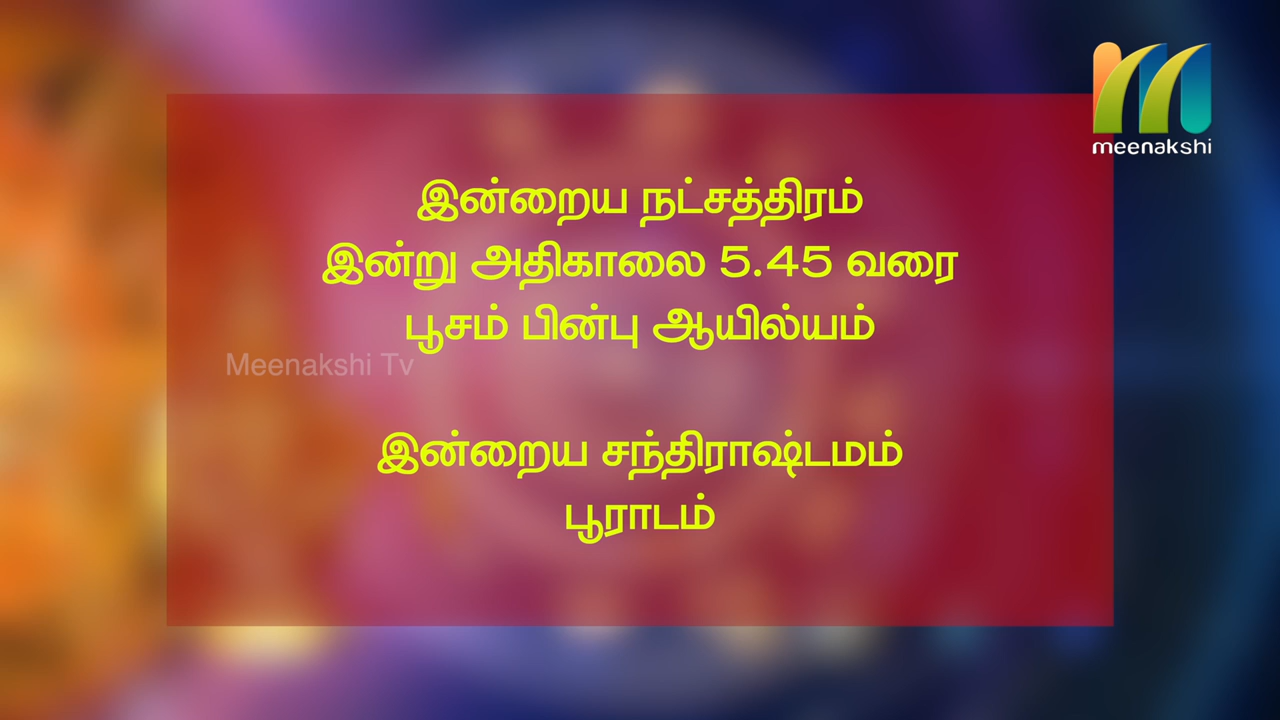 meenakshi
இன்றைய நட்சத்திரம்
இன்று அதிகாலை 5.45 வரை
பூசம் பின்பு ஆயில்யம்
Meenakshi Tv
இன்றைய சந்திராஷ்டமம்
பூராடம்